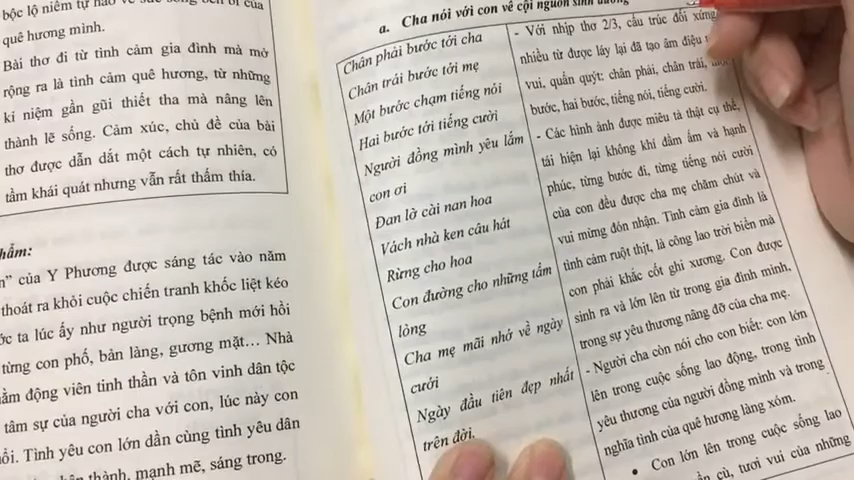 bộc lộ niềm tự hào về sức sống bền bỉ của
quê hương mình.
Bài thơ đi từ tình cảm gia đình mà mở
rộng ra là tình cảm quê hương, từ những
kỉ niệm gần gũi thiết tha mà nâng lên
thành lẽ sống. Cảm xúc, chủ đề của bài
thơ được dẫn dắt một cách tự nhiên, có
tầm khái quát nhưng vẫn rất thấm thía.
phẩm:
” của Y Phương được sáng tác vào năm
thoát ra khỏi cuộc chiến tranh khốc liệt kéo
ta lúc ấy như người trọng bệnh mới hồi
từng con phố, bản làng, gương mặt... Nhà
động viên tinh thần và tôn vinh dân tộc
tâm sự của người cha với con, lúc này con
Tình yêu con lớn dần cùng tình yêu dân
thành, mạnh mẽ, sáng trong.
a. Cha nói với con về cội nguồn sinh dưỡng
Chân phải bước tới cha
Chân trái bước tới mẹ
Một bước chạm tiếng nói
Hai bước tới tiếng cười
Người đồng mình yêu lắm
con ơi
Đan lờ cài nan hoa
Vách nhà ken câu hát
Rừng cho hoa
Con đường cho những tấm
lòng
Cha mẹ mãi nhớ về ngày
cưới
Ngày đầu tiên đẹp nhất
trên đời.
- Với nhịp thơ 2/3, cấu trúc đối xứng,
nhiều từ được láy lại đã tạo âm điệu
vui, quấn quýt: chân phải, chân trái, một
bước, hai bước, tiếng nói, tiếng cười.
- Các hình ảnh được miêu tả thật cụ thể,
tái hiện lại không khí đầm ấm và hạnh
phúc, từng bước đi, từng tiếng nói cười
của con đều được cha mẹ chăm chút và
vui mừng đón nhận. Tình cảm gia đình là
tình cảm ruột thịt, là công lao trời biển mà
con phải khắc cốt ghi xương. Con được
sinh ra và lớn lên từ trong gia đình mình,
trong sự yêu thương nâng đỡ của cha mẹ.
- Người cha còn nói cho con biết: con lớn
lên trong cuộc sống lao động, trong tình
yêu thương của người đồng mình và trong
nghĩa tình của quê hương làng xóm.
• Con lớn lên trong cuộc sống lao
cù, tươi vui của những